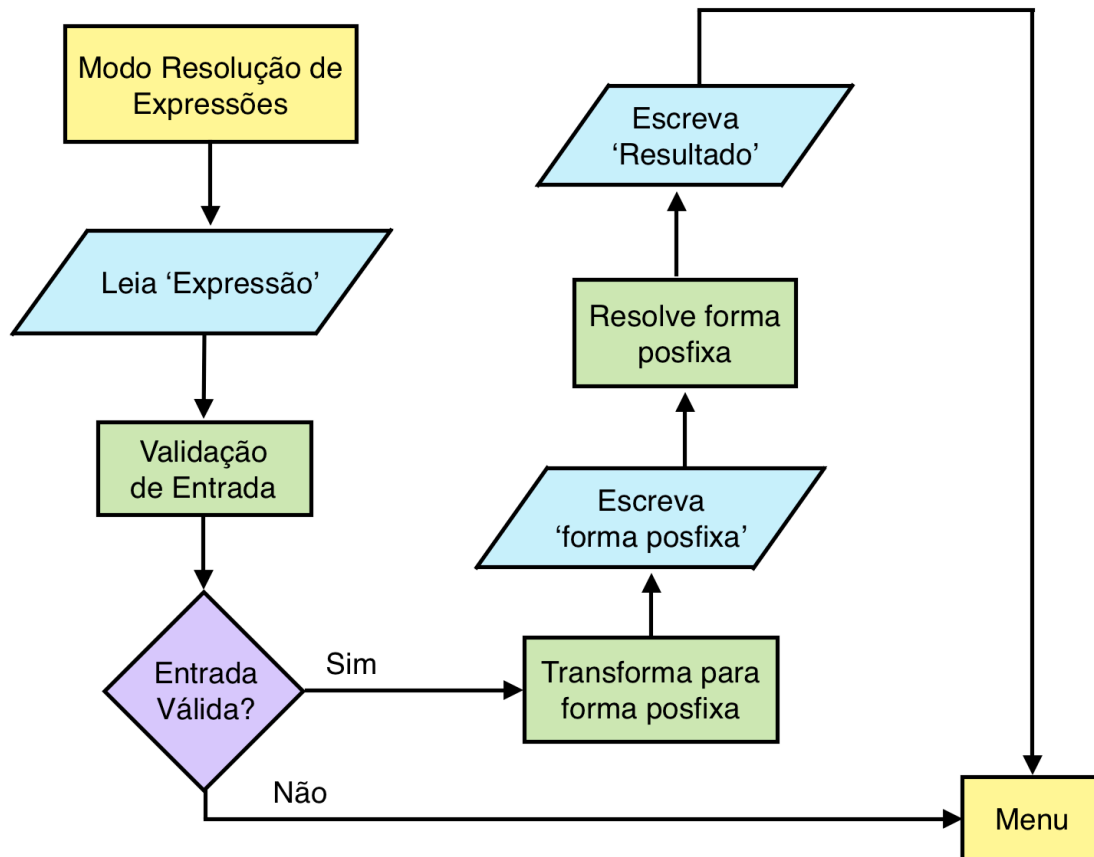 Modo Resolução de
Expressões
Leia ‘Expressão’
Validação
de Entrada
Entrada
Válida?
Sim
Não
Transforma para
forma posfixa
Escreva
‘forma posfixa’
Resolve forma
posfixa
Escreva
‘Resultado’
Menu